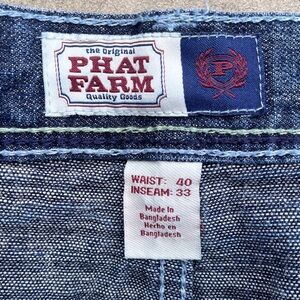 the Original
PHAT
FARM
Quality Goods
P
WAIST: 40
INSEAM: 33
Made in
Bangladesh
Hecho en
Bangladesh